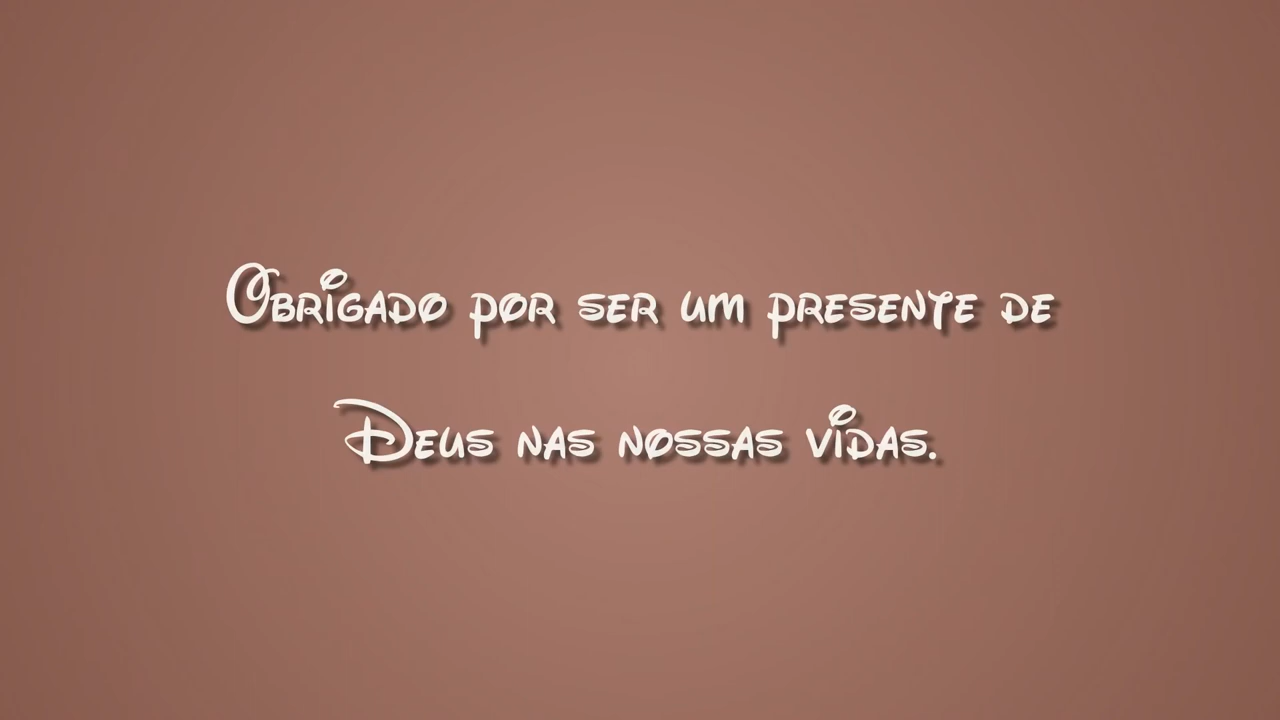 Obrigado por ser um presente de
Deus nas nossas vidas.